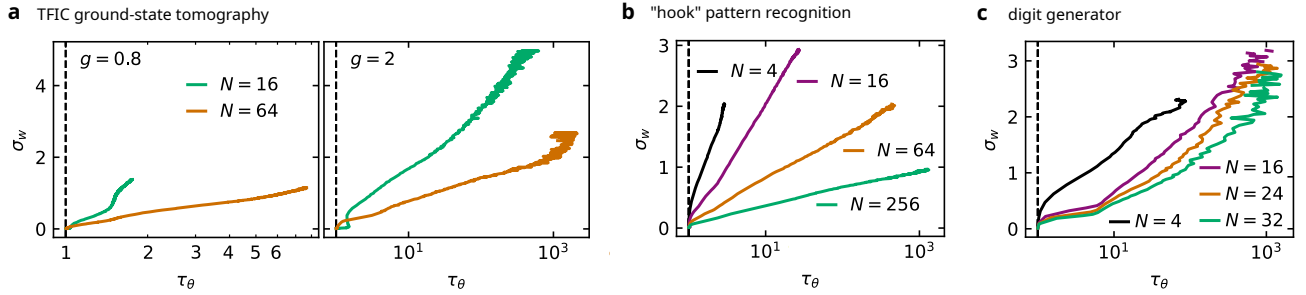 a TFIC ground-state tomography
g = 0.8
N = 16
N = 64
g = 2
σw
4
2
0
1 2 3 4 5 6
10¹ 10³
τθ τθ
b "hook" pattern recognition
N = 4
N = 16
N = 64
N = 256
σw
3
2
1
0
10¹ 10³
τθ
c digit generator
N = 16
N = 24
N = 4 N = 32
σw
3
2
1
0
10¹ 10³
τθ